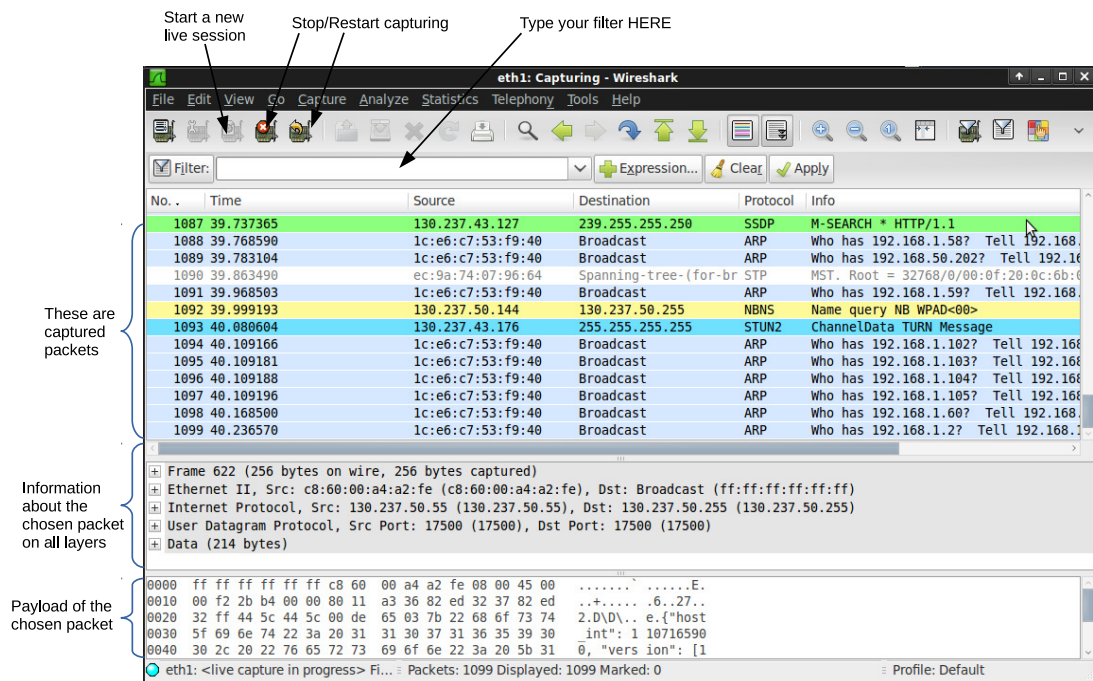 Start a new
live session
Stop/Restart capturing
Type your filter HERE
eth1: Capturing - Wireshark
File Edit View Go Capture Analyze Statistics Telephony Tools Help
Filter: Expression... Clear Apply
No. . Time Source Destination Protocol Info
1087 39.737365 130.237.43.127 239.255.255.250 SSDP M-SEARCH * HTTP/1.1
1088 39.768590 1c:e6:c7:53:f9:40 Broadcast ARP Who has 192.168.1.58? Tell 192.168.
1089 39.783104 1c:e6:c7:53:f9:40 Broadcast ARP Who has 192.168.50.202? Tell 192.16
1090 39.863490 ec:9a:74:07:96:64 Spanning-tree-(for-br STP MST. Root = 32768/0/00:0f:20:0c:6b:0
1091 39.968503 1c:e6:c7:53:f9:40 Broadcast ARP Who has 192.168.1.59? Tell 192.168.
1092 39.999193 130.237.50.144 130.237.50.255 NBNS Name query NB WPAD<00>
1093 40.080604 130.237.43.176 255.255.255.255 STUN2 ChannelData TURN Message
1094 40.109166 1c:e6:c7:53:f9:40 Broadcast ARP Who has 192.168.1.102? Tell 192.168
1095 40.109181 1c:e6:c7:53:f9:40 Broadcast ARP Who has 192.168.1.103? Tell 192.168
1096 40.109188 1c:e6:c7:53:f9:40 Broadcast ARP Who has 192.168.1.104? Tell 192.168
1097 40.109196 1c:e6:c7:53:f9:40 Broadcast ARP Who has 192.168.1.105? Tell 192.168
1098 40.168500 1c:e6:c7:53:f9:40 Broadcast ARP Who has 192.168.1.60? Tell 192.168.
1099 40.236570 1c:e6:c7:53:f9:40 Broadcast ARP Who has 192.168.1.2? Tell 192.168.1
These are
captured
packets
Frame 622 (256 bytes on wire, 256 bytes captured)
Ethernet II, Src: c8:60:00:a4:a2:fe (c8:60:00:a4:a2:fe), Dst: Broadcast (ff:ff:ff:ff:ff:ff)
Internet Protocol, Src: 130.237.50.55 (130.237.50.55), Dst: 130.237.50.255 (130.237.50.255)
User Datagram Protocol, Src Port: 17500 (17500), Dst Port: 17500 (17500)
Data (214 bytes)
Information
about the
chosen packet
on all layers
0000 ff ff ff ff ff ff c8 60 00 a4 a2 fe 08 00 45 00 .......` ......E.
0010 00 f2 2b b4 00 00 80 11 a3 36 82 ed 32 37 82 ed ..+..... .6..27..
0020 32 ff 44 5c 44 5c 00 de 65 03 7b 22 68 6f 73 74 2.D\D\.. e.{"host
0030 5f 69 6e 74 22 3a 20 31 31 30 37 31 36 35 39 30 _int": 1 10716590
0040 30 2c 20 22 76 65 72 73 69 6f 6e 22 3a 20 5b 31 0, "vers ion": [1
Payload of the
chosen packet
eth1: <live capture in progress> Fi... Packets: 1099 Displayed: 1099 Marked: 0 Profile: Default